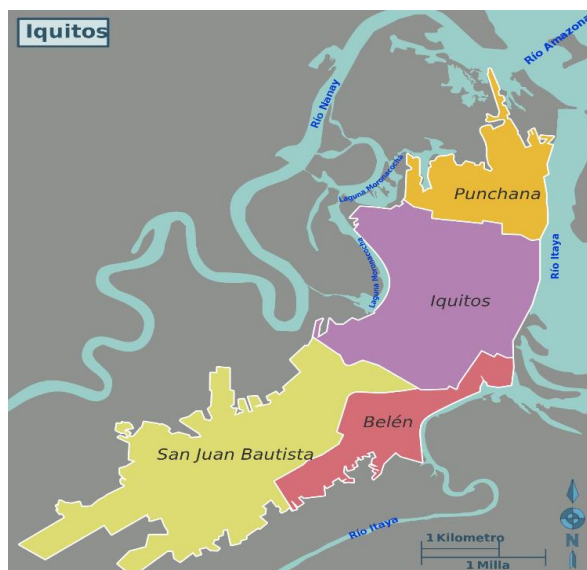 Iquitos
Río Amazonas
Río Nanay
Laguna Moronacocha
Punchana
Río Itaya
Laguna Moronacocha
Iquitos
Belén
San Juan Bautista
Río Itaya
1 Kilometro
1 Milla
N